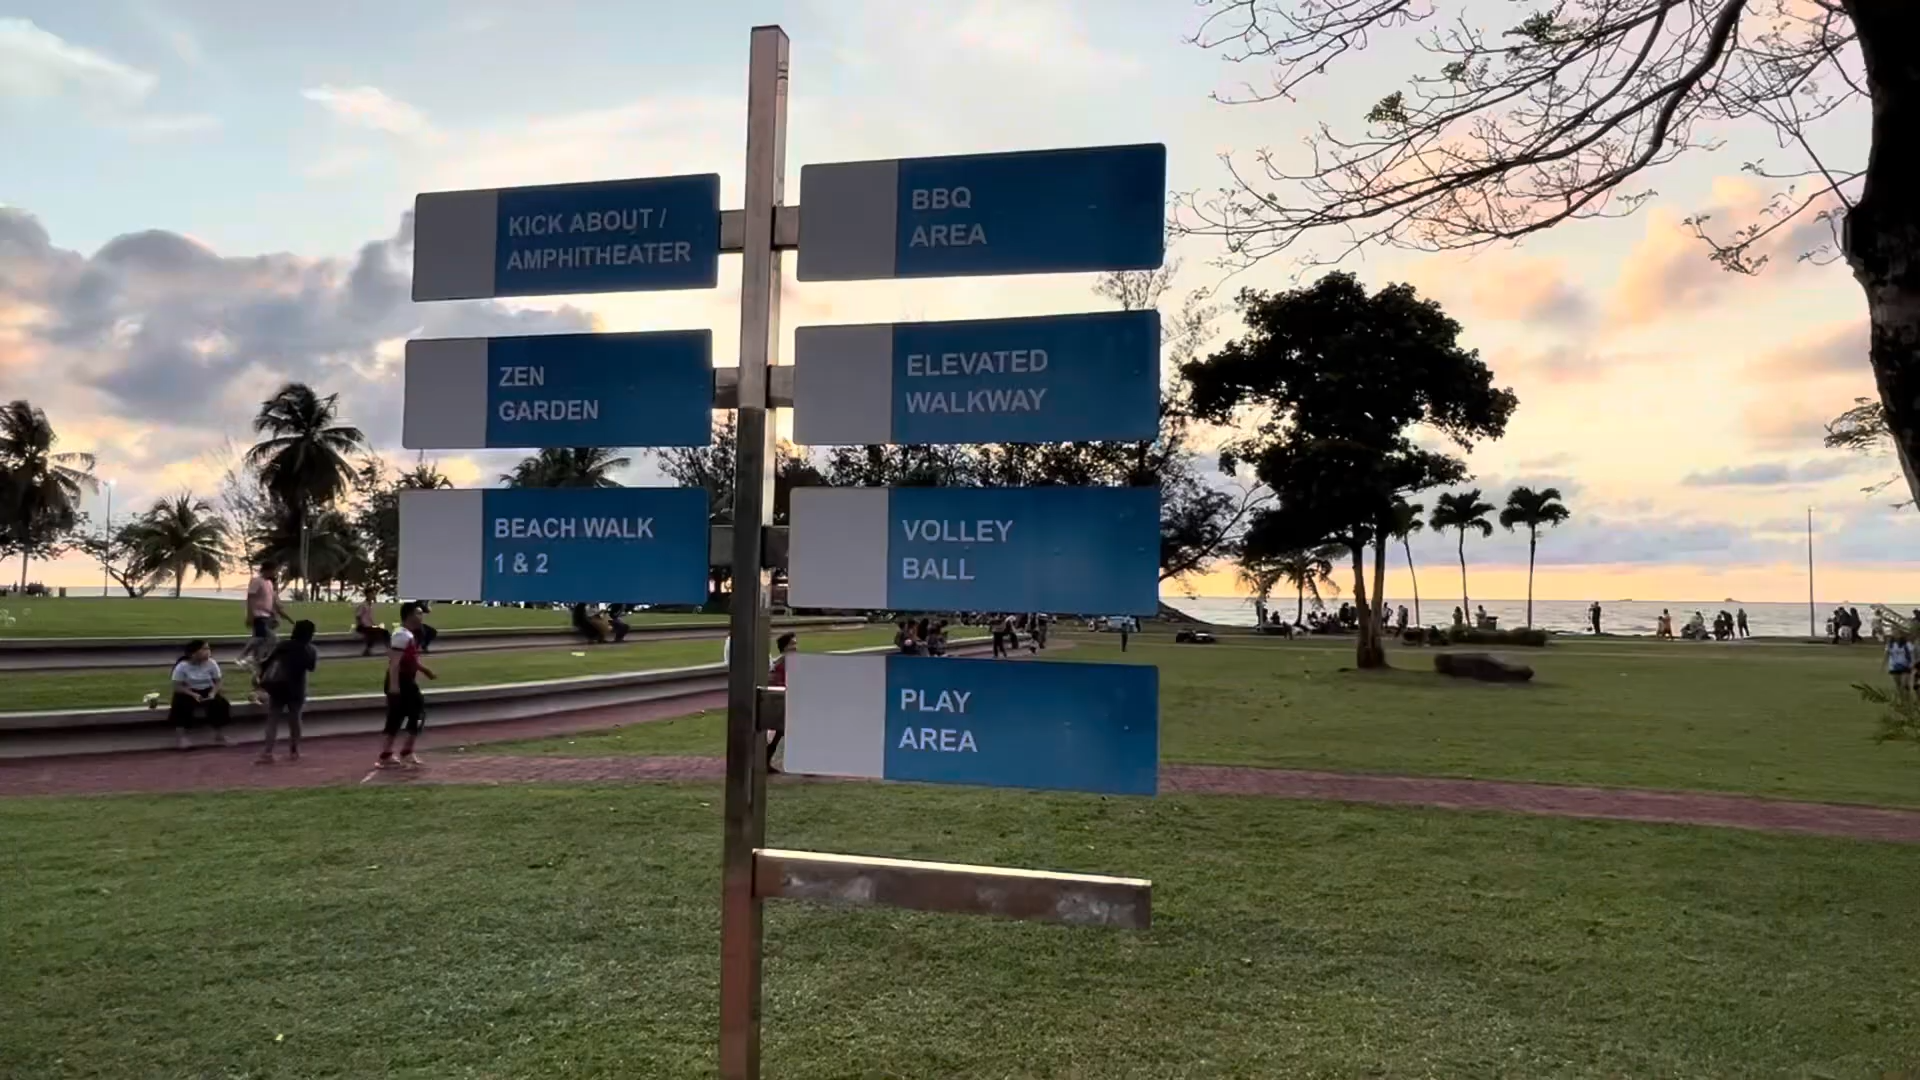 KICK ABOUT /
AMPHITHEATER
ZEN
GARDEN
BEACH WALK
1 & 2
BBQ
AREA
ELEVATED
WALKWAY
VOLLEY
BALL
PLAY
AREA